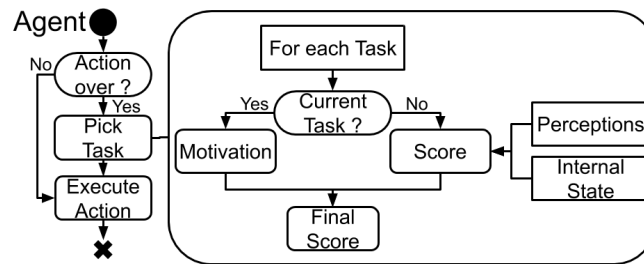 Agent
Action
over ?
No
Yes
Pick
Task
Execute
Action
For each Task
Current
Task ?
Yes
No
Motivation
Score
Perceptions
Internal
State
Final
Score